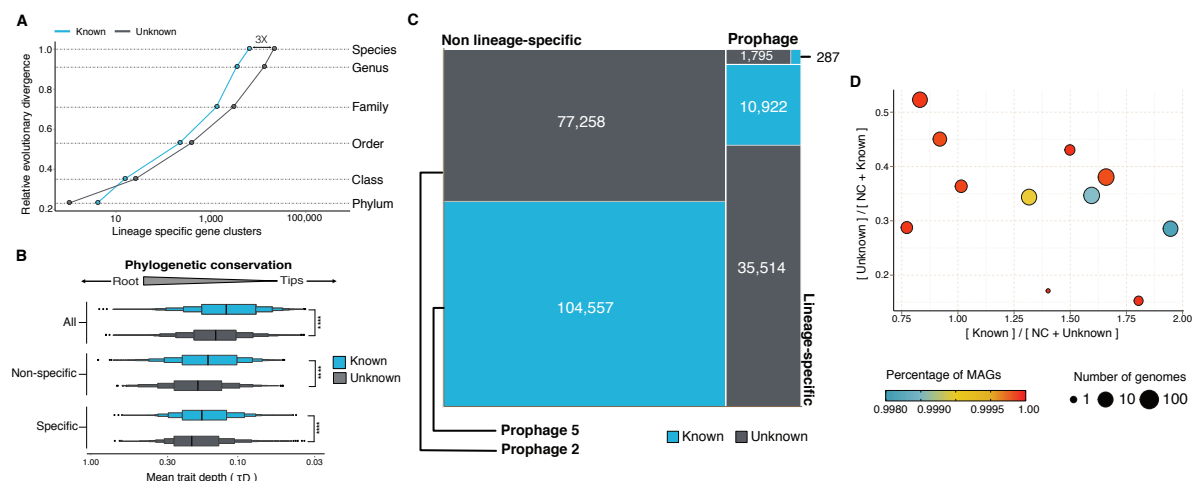 A
Known
Unknown
3X
Relative evolutionary divergence
1.0
0.8
0.6
0.4
0.2
Species
Genus
Family
Order
Class
Phylum
10
1,000
100,000
Lineage specific gene clusters
B
Phylogenetic conservation
Root
Tips
All
Non-specific
Specific
****
****
****
Known
Unknown
1.00
0.30
0.10
0.03
Mean trait depth ( τD )
C
Non lineage-specific
Prophage
77,258
104,557
1,795
287
10,922
35,514
Lineage-specific
Prophage 5
Prophage 2
Known
Unknown
D
[ Unknown ] / [ NC + Known ]
0.5
0.4
0.3
0.2
0.75
1.00
1.25
1.50
1.75
2.00
[ Known ] / [ NC + Unknown ]
Percentage of MAGs
0.9980
0.9990
0.9995
1.00
Number of genomes
1
10
100